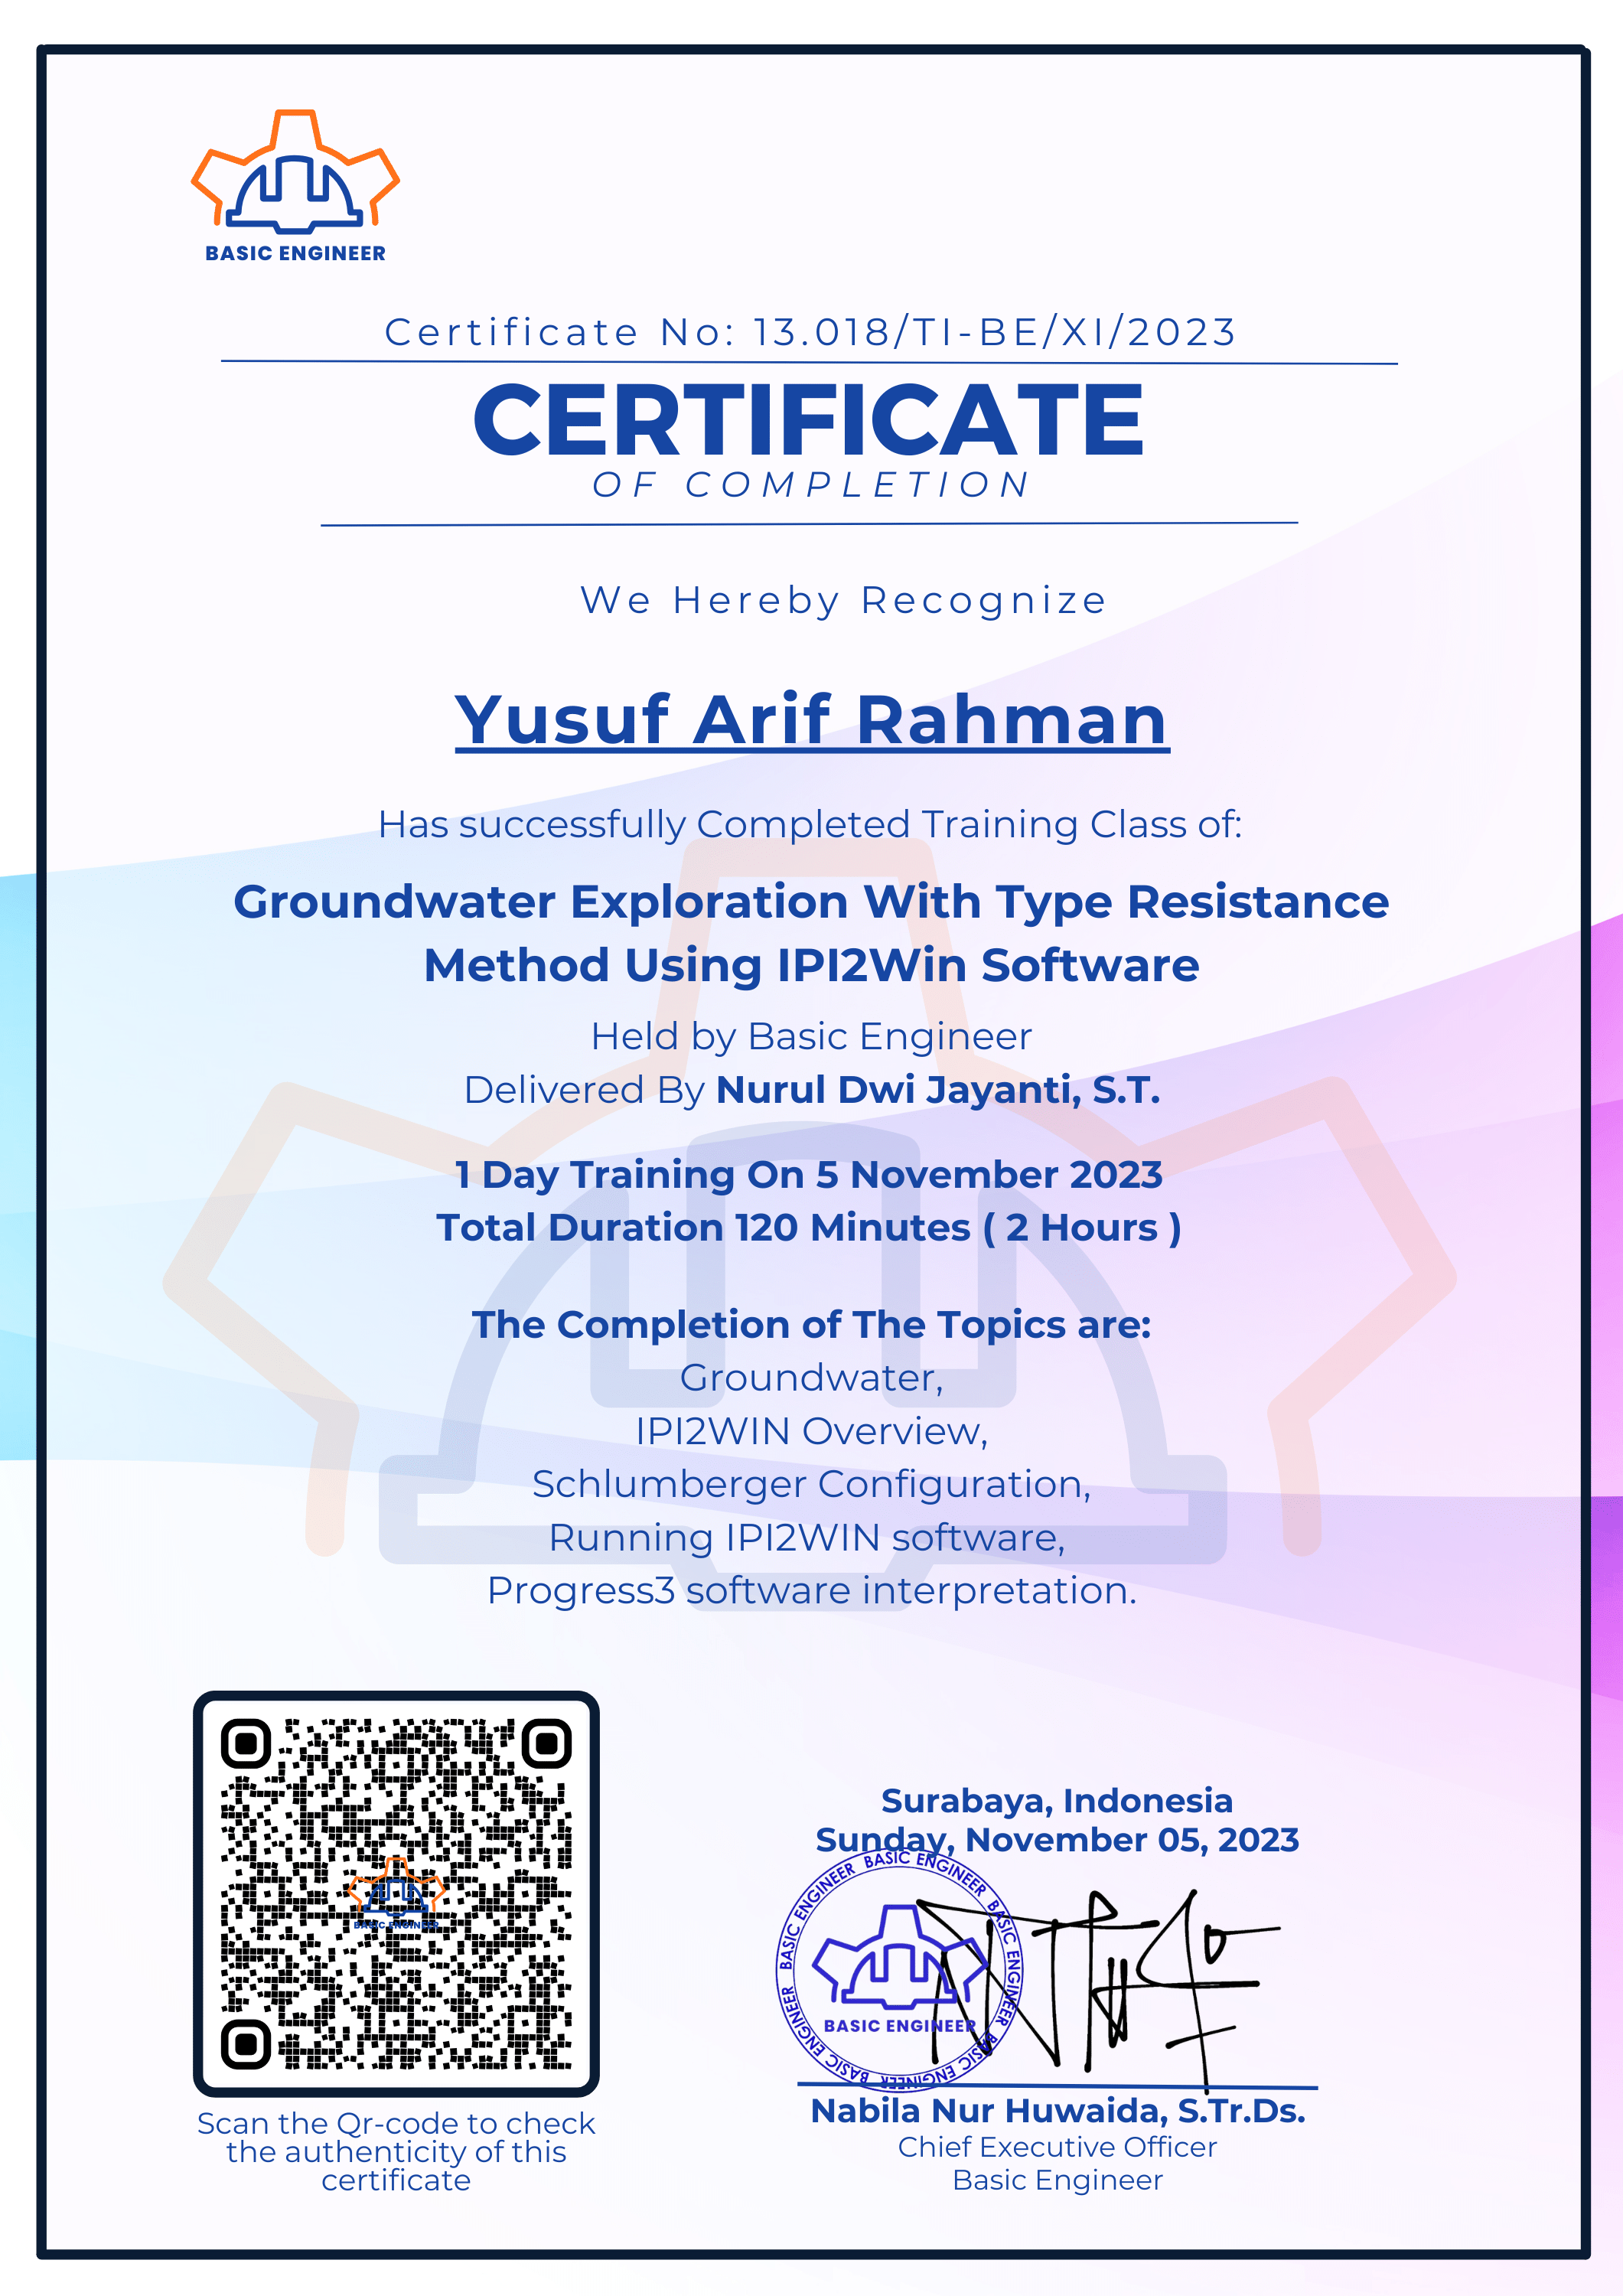 BASIC ENGINEER
Certificate No: 13.018/TI-BE/XI/2023
CERTIFICATE
OF COMPLETION
We Hereby Recognize
Yusuf Arif Rahman
Has successfully Completed Training Class of:
Groundwater Exploration With Type Resistance
Method Using IPI2Win Software
Held by Basic Engineer
Delivered By Nurul Dwi Jayanti, S.T.
1 Day Training On 5 November 2023
Total Duration 120 Minutes ( 2 Hours )
The Completion of The Topics are:
Groundwater,
IPI2WIN Overview,
Schlumberger Configuration,
Running IPI2WIN software,
Progress3 software interpretation.
BASIC ENGINEER
Scan the Qr-code to check
the authenticity of this
certificate
Surabaya, Indonesia
Sunday, November 05, 2023
BASIC ENGINEER BASIC ENGINEER BASIC ENGINEER BASIC ENGINEER BASIC ENGINEER
BASIC ENGINEER
Nabila Nur Huwaida, S.Tr.Ds.
Chief Executive Officer
Basic Engineer